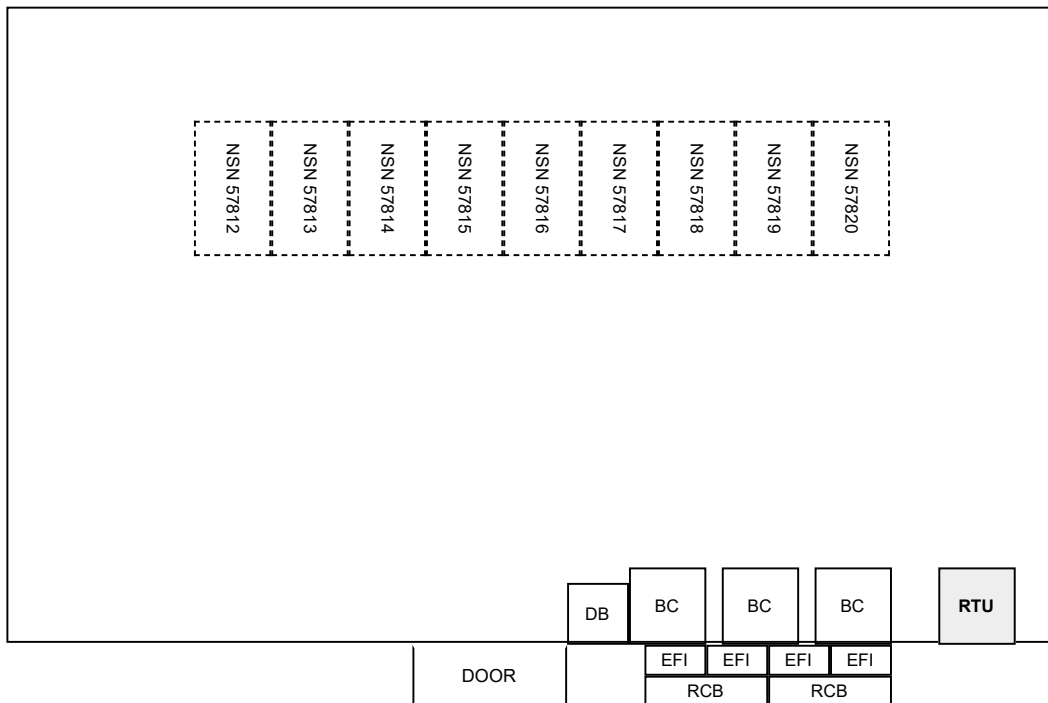 NSN 57812
NSN 57813
NSN 57814
NSN 57815
NSN 57816
NSN 57817
NSN 57818
NSN 57819
NSN 57820
DB
BC
BC
BC
RTU
DOOR
EFI
EFI
EFI
EFI
RCB
RCB